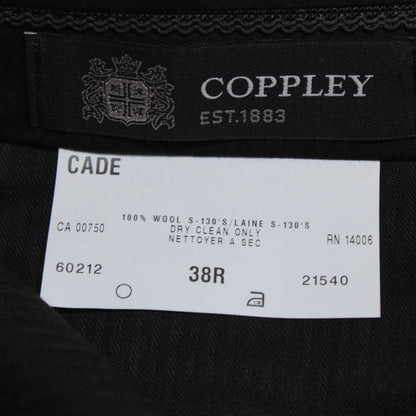 COPPLEY
EST.1883
CADE
100% WOOL S-130'S/LAINE S-130'S
CA 00750 DRY CLEAN ONLY RN 14006
NETTOYER A SEC
60212 38R 21540